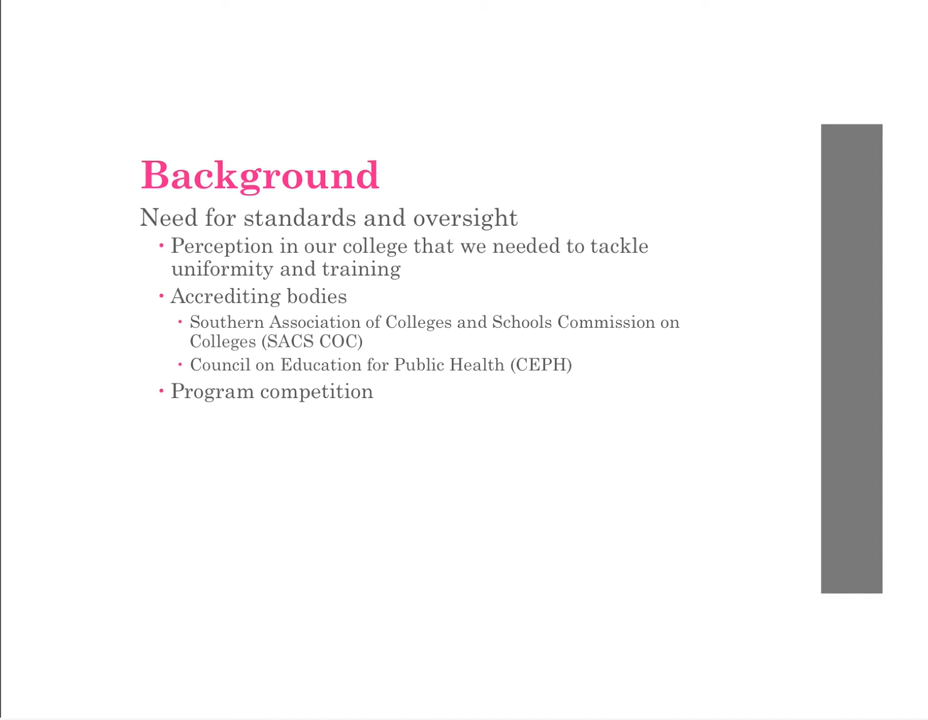 Background
Need for standards and oversight
• Perception in our college that we needed to tackle
uniformity and training
• Accrediting bodies
• Southern Association of Colleges and Schools Commission on
Colleges (SACS COC)
• Council on Education for Public Health (CEPH)
• Program competition